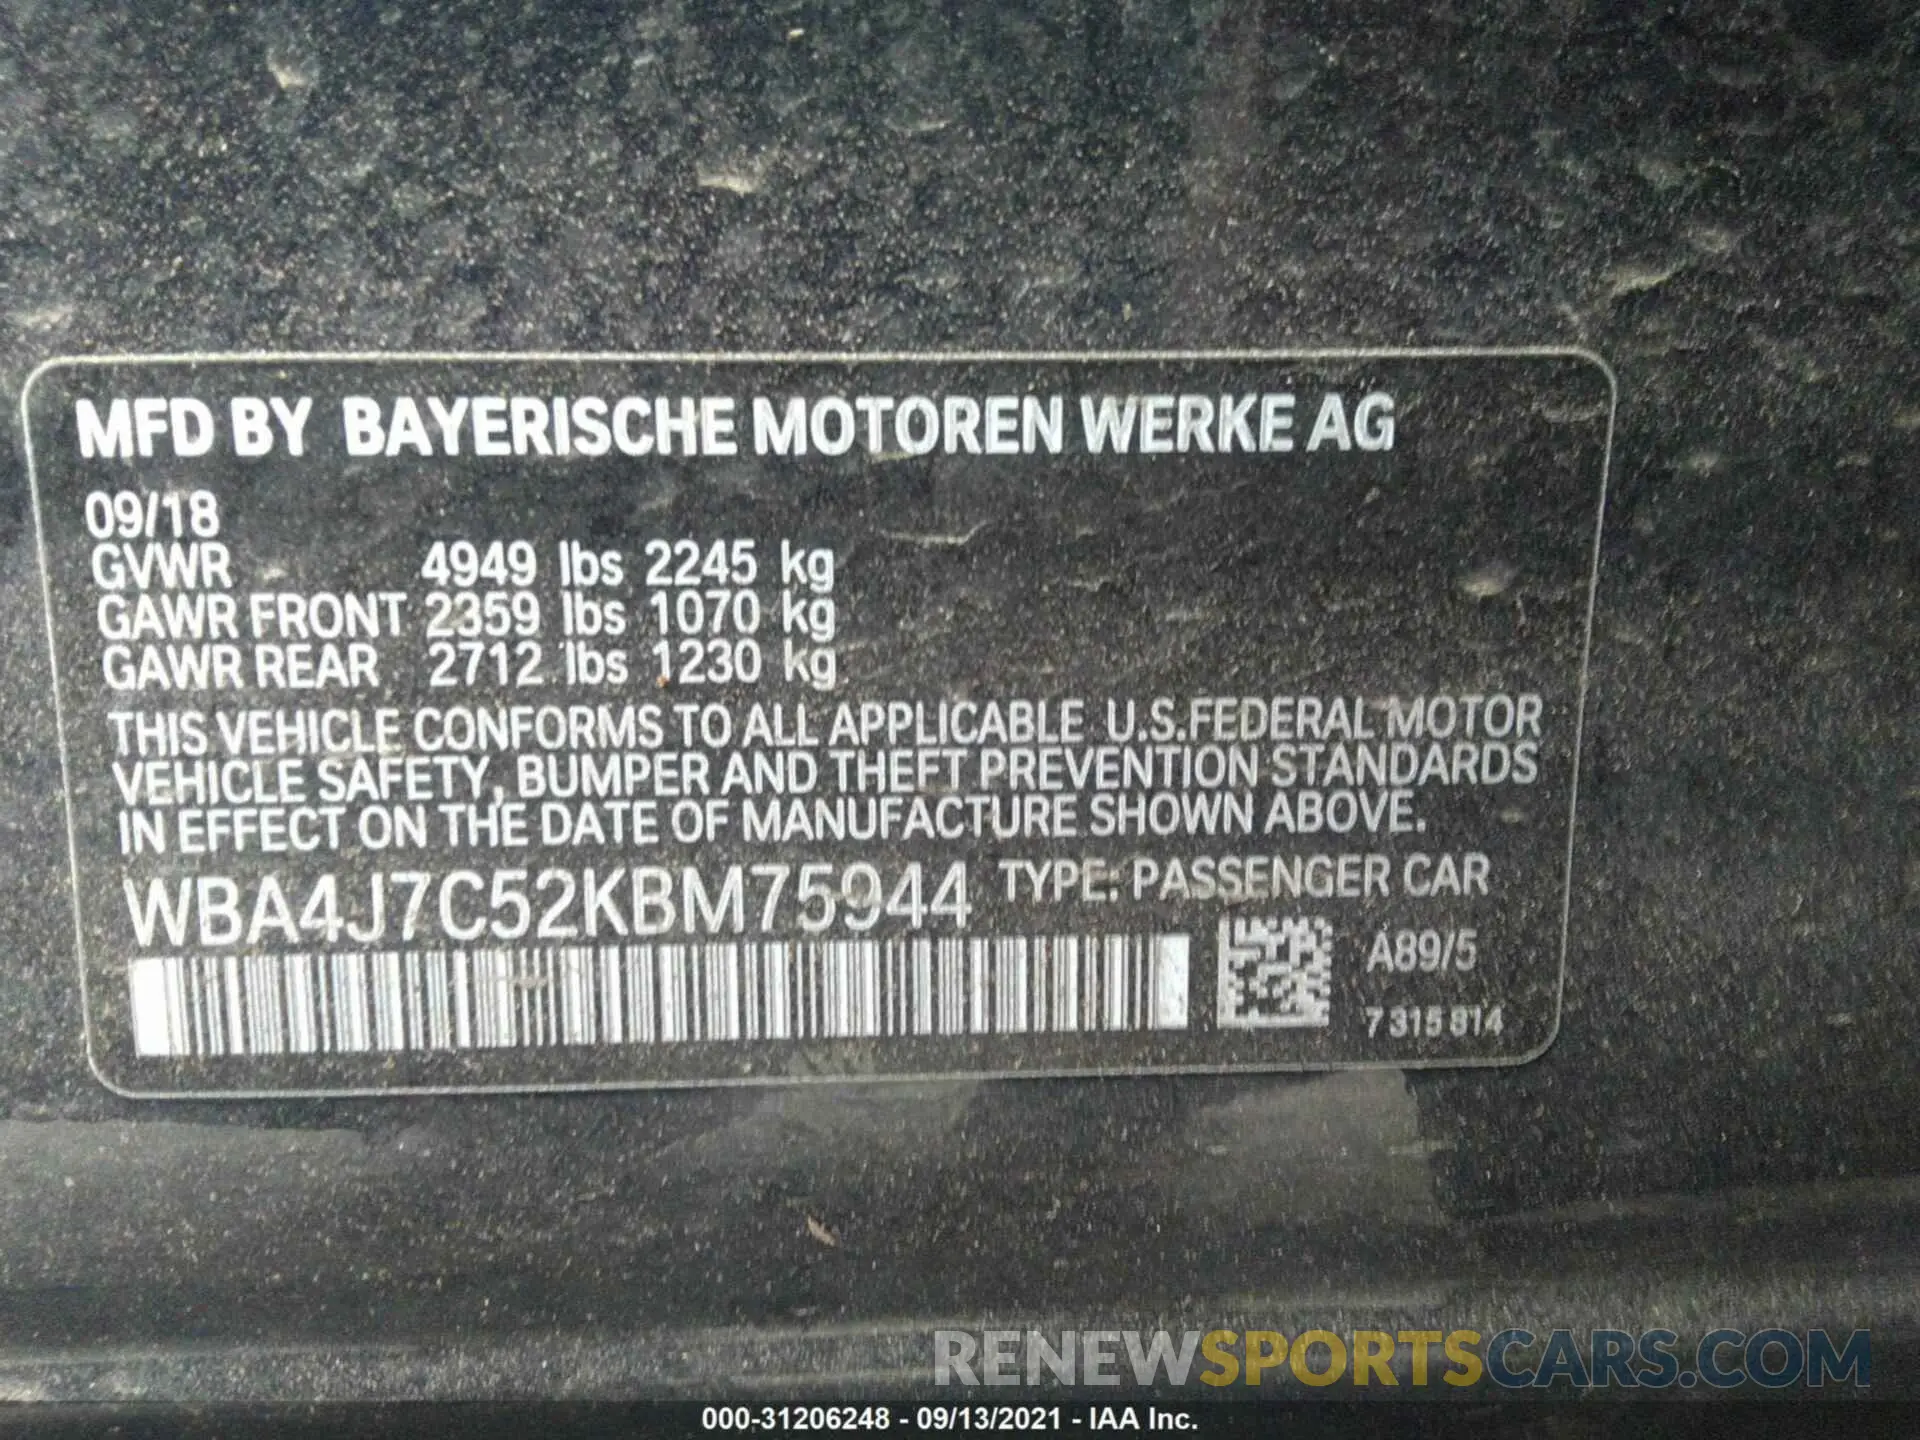 MFD BY BAYERISCHE MOTOREN WERKE AG
09/18
GVWR 4949 lbs 2245 kg
GAWR FRONT 2359 lbs 1070 kg
GAWR REAR 2712 lbs 1230 kg
THIS VEHICLE CONFORMS TO ALL APPLICABLE U.S.FEDERAL MOTOR
VEHICLE SAFETY, BUMPER AND THEFT PREVENTION STANDARDS
IN EFFECT ON THE DATE OF MANUFACTURE SHOWN ABOVE.
WBA4J7C52KBM75944 TYPE: PASSENGER CAR
A89/5
7 315 814
RENEWSPORTSCARS.COM
000-31206248 - 09/13/2021 - IAA Inc.